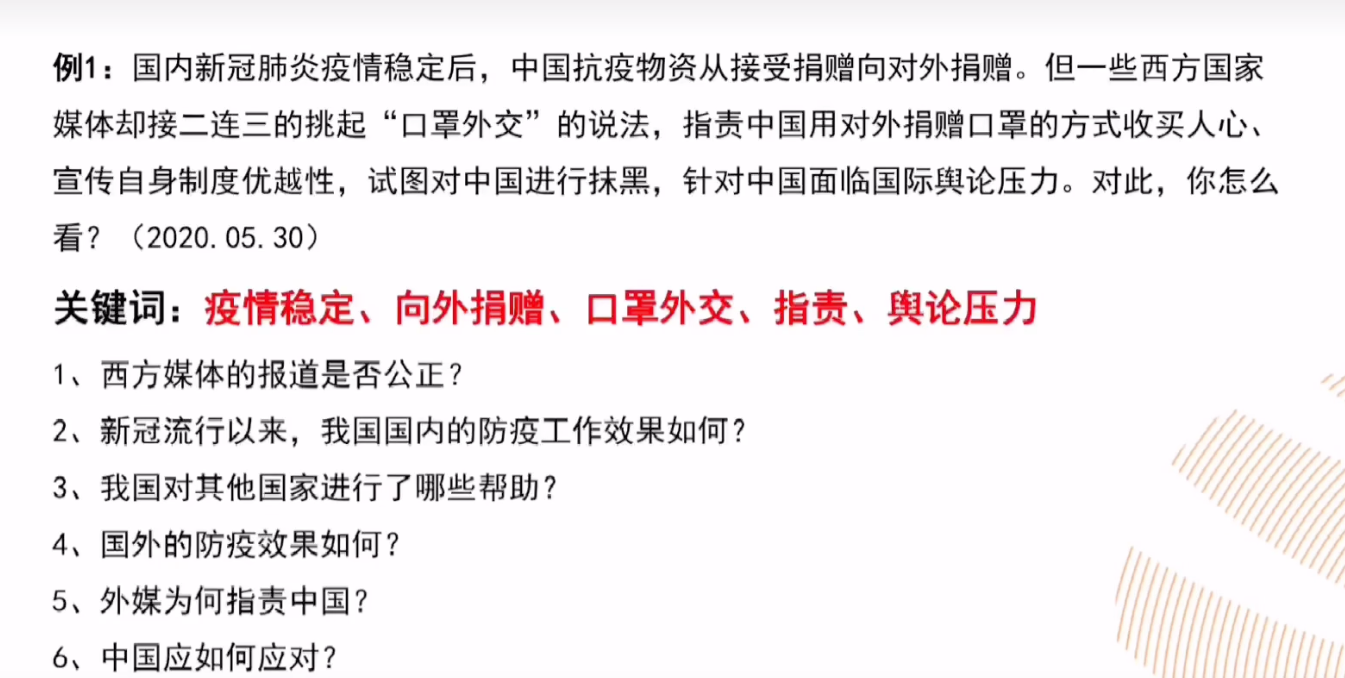 例1：国内新冠肺炎疫情稳定后，中国抗疫物资从接受捐赠向对外捐赠。但一些西方国家
媒体却接二连三的挑起“口罩外交”的说法，指责中国用对外捐赠口罩的方式收买人心、
宣传自身制度优越性，试图对中国进行抹黑，针对中国面临国际舆论压力。对此，你怎么
看？（2020.05.30）
关键词：疫情稳定、向外捐赠、口罩外交、指责、舆论压力
1、西方媒体的报道是否公正？
2、新冠流行以来，我国国内的防疫工作效果如何？
3、我国对其他国家进行了哪些帮助？
4、国外的防疫效果如何？
5、外媒为何指责中国？
6、中国应如何应对？